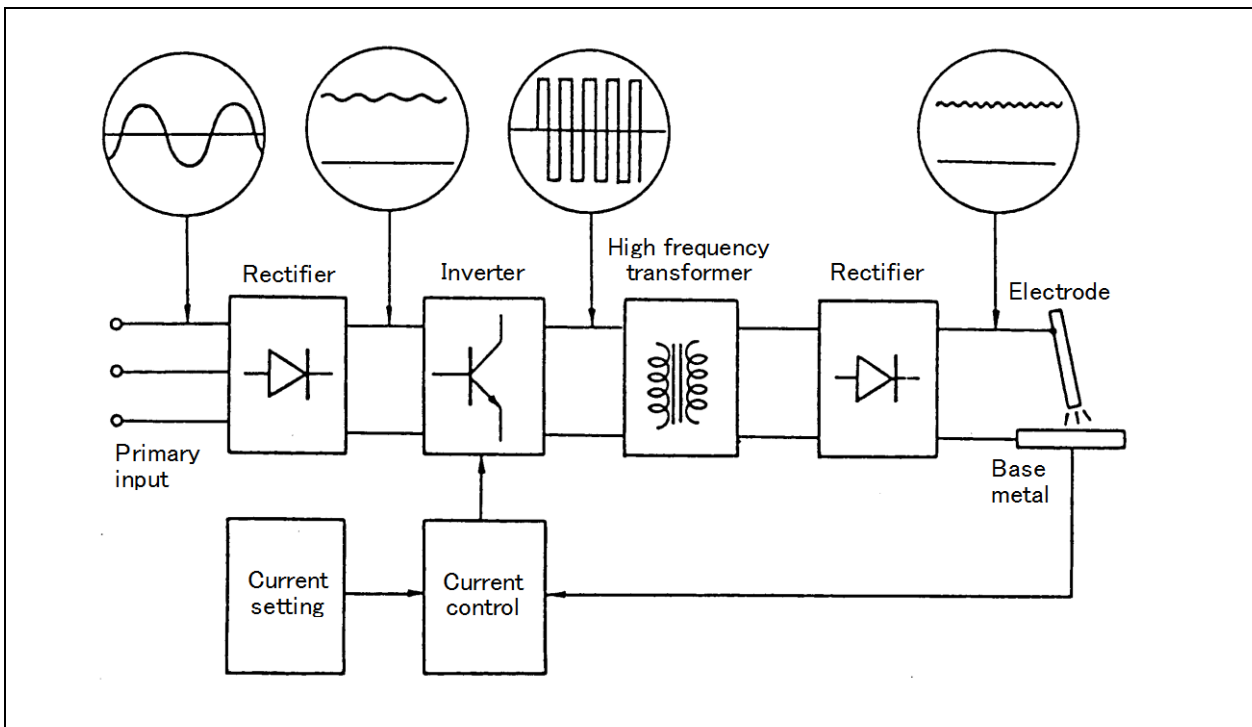 High frequency
transformer
Rectifier
Inverter
Rectifier
Electrode
Primary
input
Base
metal
Current
setting
Current
control